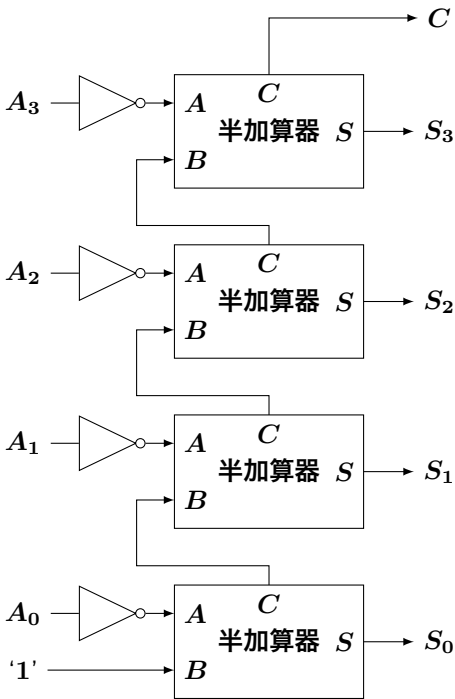 C
A₃ A C 半加算器 S S₃
B
A₂ A C 半加算器 S S₂
B
A₁ A C 半加算器 S S₁
B
A₀ A C 半加算器 S S₀
‘1’ B